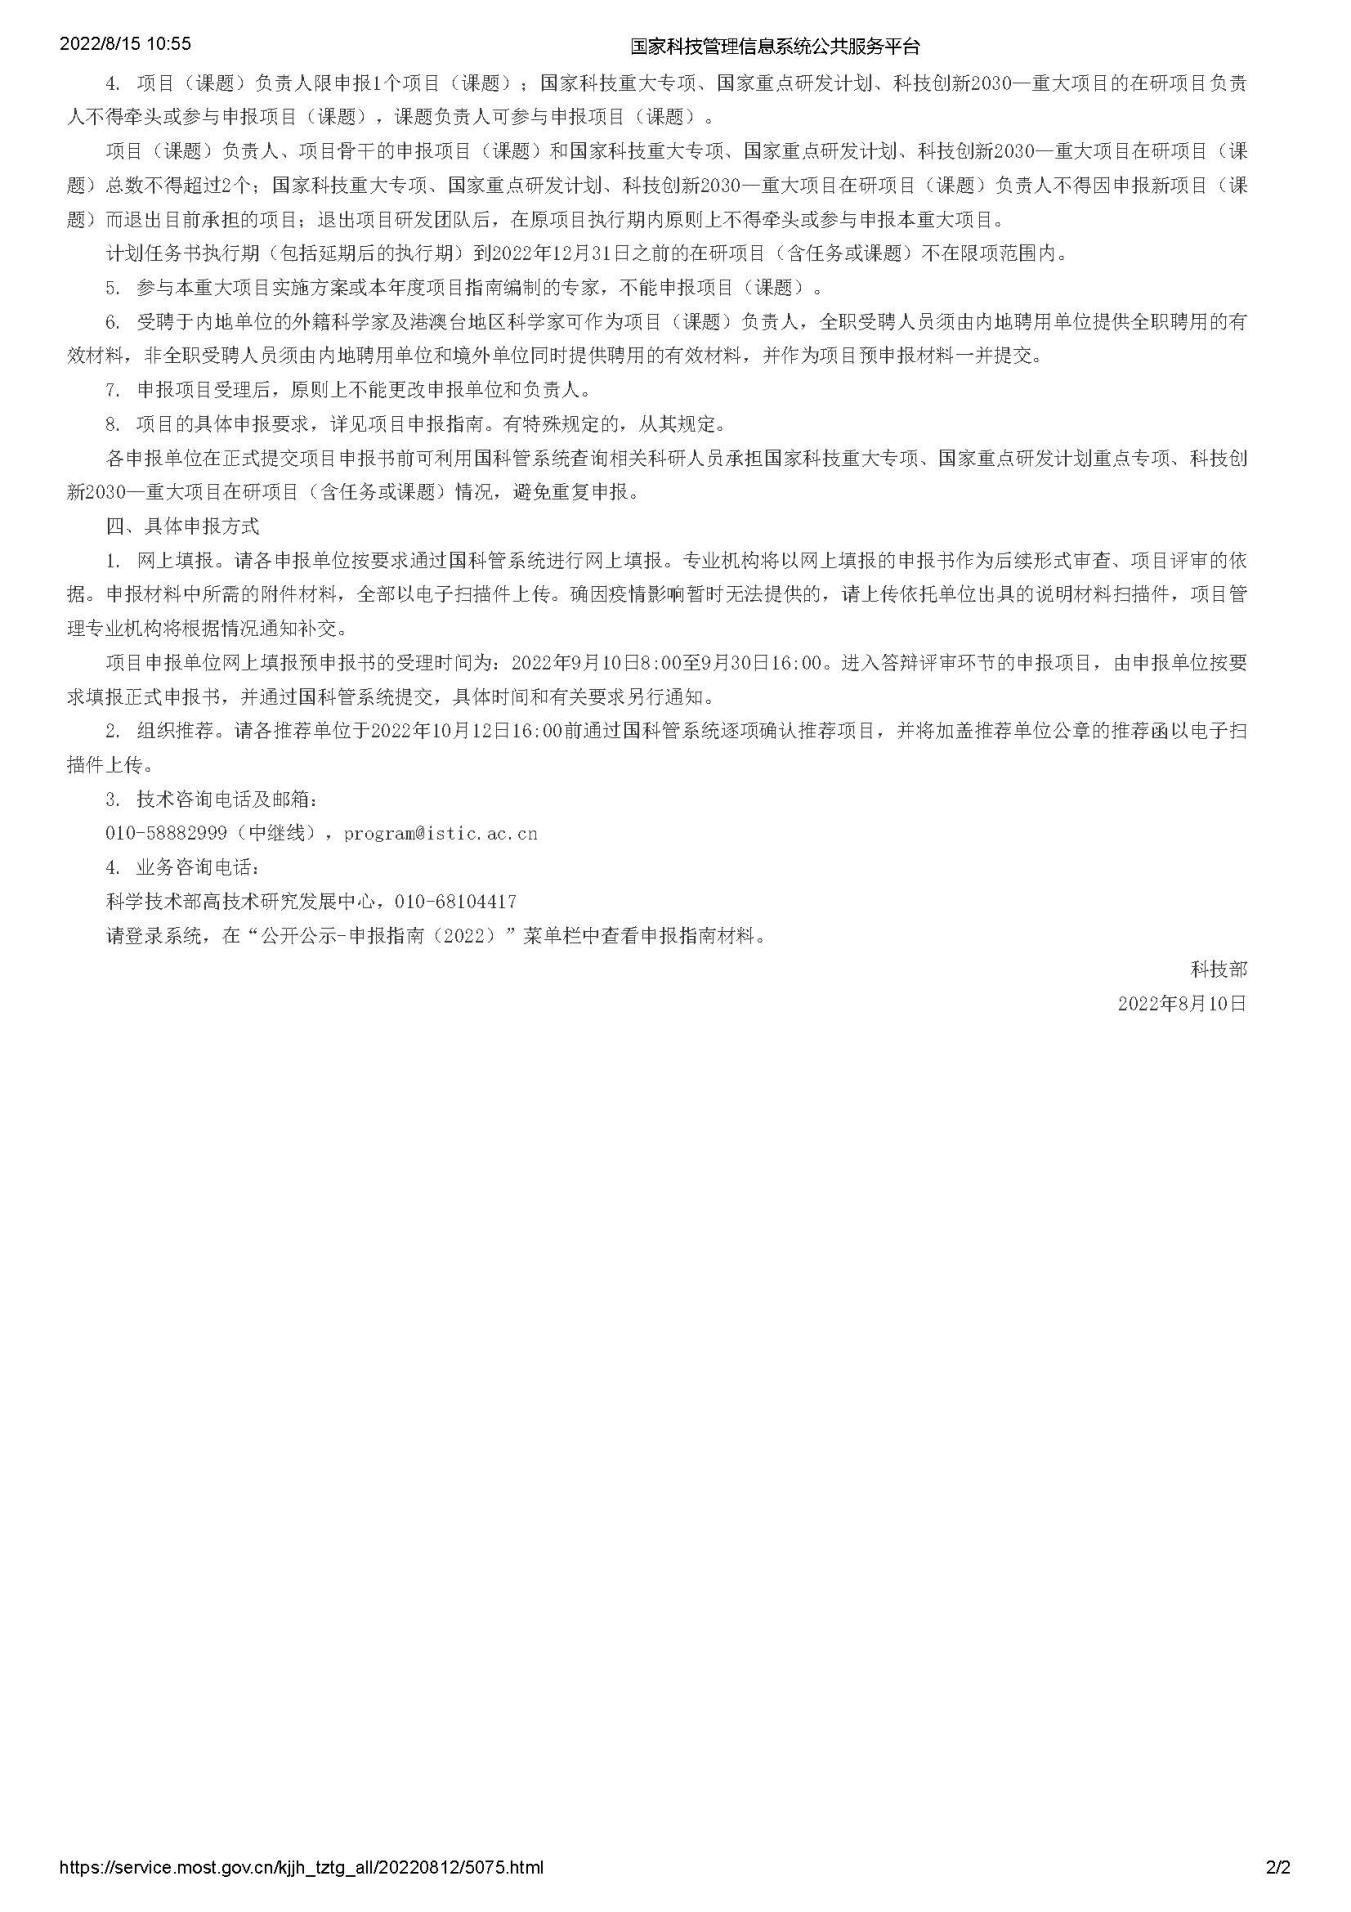 2022/8/15 10:55
国家科技管理信息系统公共服务平台
4. 项目（课题）负责人限申报1个项目（课题）；国家科技重大专项、国家重点研发计划、科技创新2030—重大项目的在研项目负责
人不得牵头或参与申报项目（课题），课题负责人可参与申报项目（课题）。
项目（课题）负责人、项目骨干的申报项目（课题）和国家科技重大专项、国家重点研发计划、科技创新2030—重大项目在研项目（课
题）总数不得超过2个；国家科技重大专项、国家重点研发计划、科技创新2030—重大项目在研项目（课题）负责人不得因申报新项目（课
题）而退出目前承担的项目；退出项目研发团队后，在原项目执行期内原则上不得牵头或参与申报本重大项目。
计划任务书执行期（包括延期后的执行期）到2022年12月31日之前的在研项目（含任务或课题）不在限项范围内。
5. 参与本重大项目实施方案或本年度项目指南编制的专家，不能申报项目（课题）。
6. 受聘于内地单位的外籍科学家及港澳台地区科学家可作为项目（课题）负责人，全职受聘人员须由内地聘用单位提供全职聘用的有
效材料，非全职受聘人员须由内地聘用单位和境外单位同时提供聘用的有效材料，并作为项目预申报材料一并提交。
7. 申报项目受理后，原则上不能更改申报单位和负责人。
8. 项目的具体申报要求，详见项目申报指南。有特殊规定的，从其规定。
各申报单位在正式提交项目申报书前可利用国科管系统查询相关科研人员承担国家科技重大专项、国家重点研发计划重点专项、科技创
新2030—重大项目在研项目（含任务或课题）情况，避免重复申报。
四、具体申报方式
1. 网上填报。请各申报单位按要求通过国科管系统进行网上填报。专业机构将以网上填报的申报书作为后续形式审查、项目评审的依
据。申报材料中所需的附件材料，全部以电子扫描件上传。确因疫情影响暂时无法提供的，请上传依托单位出具的说明材料扫描件，项目管
理专业机构将根据情况通知补交。
项目申报单位网上填报预申报书的受理时间为：2022年9月10日8:00至9月30日16:00。进入答辩评审环节的申报项目，由申报单位按要
求填报正式申报书，并通过国科管系统提交，具体时间和有关要求另行通知。
2. 组织推荐。请各推荐单位于2022年10月12日16:00前通过国科管系统逐项确认推荐项目，并将加盖推荐单位公章的推荐函以电子扫
描件上传。
3. 技术咨询电话及邮箱：
010-58882999（中继线），program@istic.ac.cn
4. 业务咨询电话：
科学技术部高技术研究发展中心，010-68104417
请登录系统，在“公开公示-申报指南（2022）”菜单栏中查看申报指南材料。
科技部
2022年8月10日
https://service.most.gov.cn/kjjh_tztg_all/20220812/5075.html
2/2